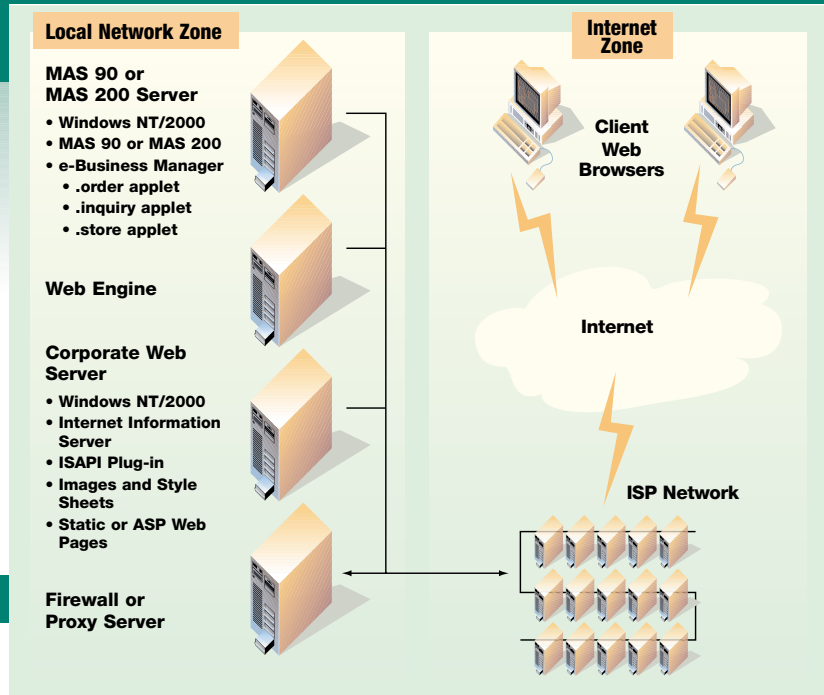 Local Network Zone
MAS 90 or
MAS 200 Server
• Windows NT/2000
• MAS 90 or MAS 200
• e-Business Manager
• .order applet
• .inquiry applet
• .store applet
Web Engine
Corporate Web
Server
• Windows NT/2000
• Internet Information
Server
• ISAPI Plug-in
• Images and Style
Sheets
• Static or ASP Web
Pages
Firewall or
Proxy Server
Internet
Zone
Client
Web
Browsers
Internet
ISP Network